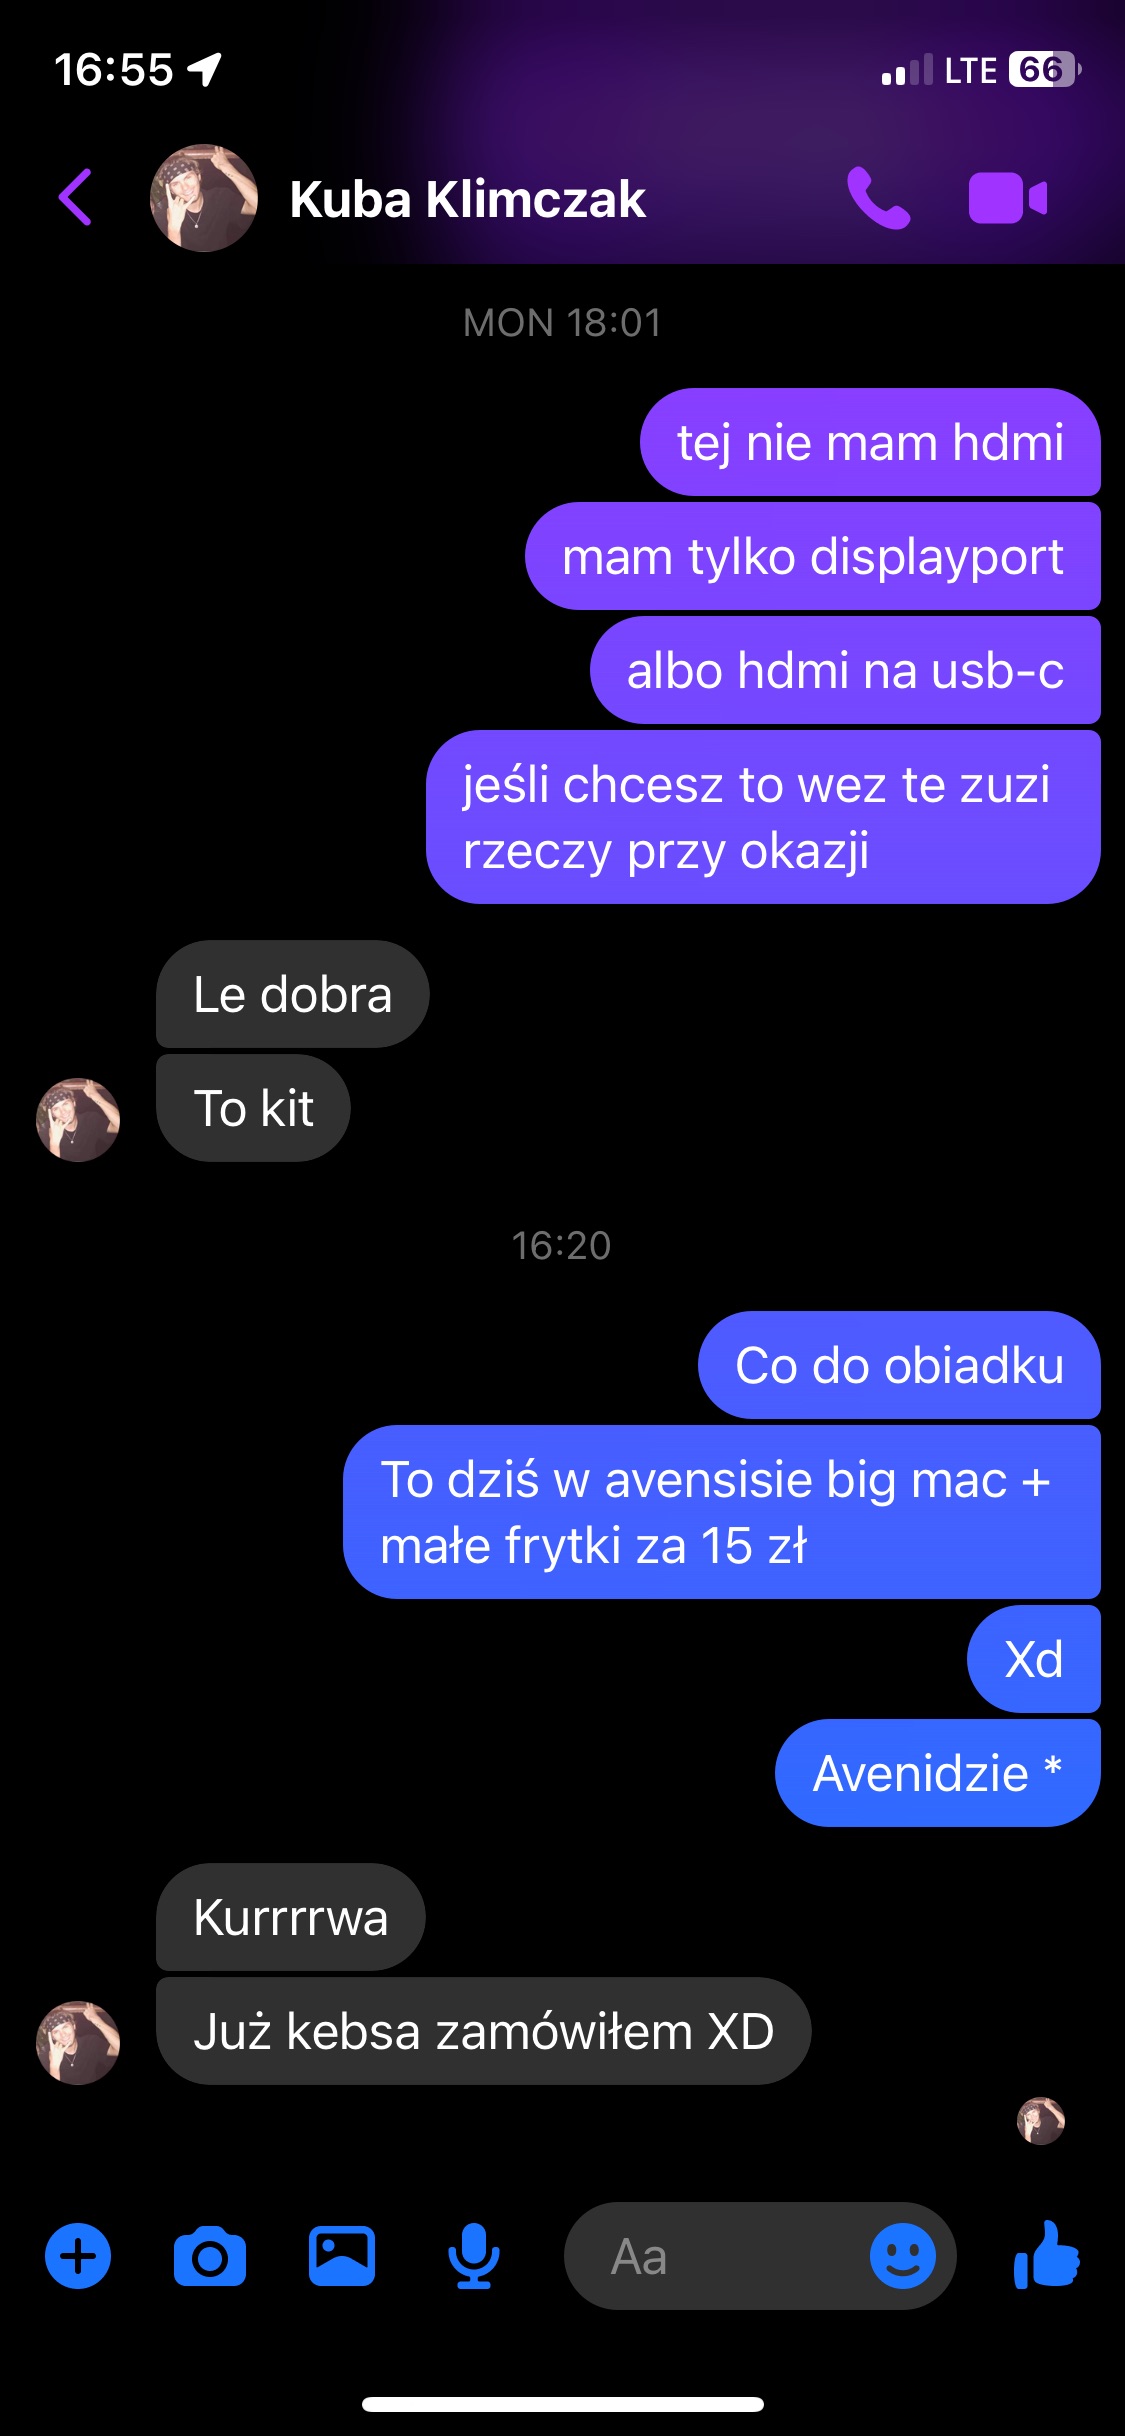 16:55
LTE 66
Kuba Klimczak
MON 18:01
tej nie mam hdmi
mam tylko displayport
albo hdmi na usb-c
jeśli chcesz to wez te zuzi
rzeczy przy okazji
Le dobra
To kit
16:20
Co do obiadku
To dziś w avensisie big mac +
małe frytki za 15 zł
Xd
Avenidzie *
Kurrrrwa
Już kebsa zamówiłem XD
Aa